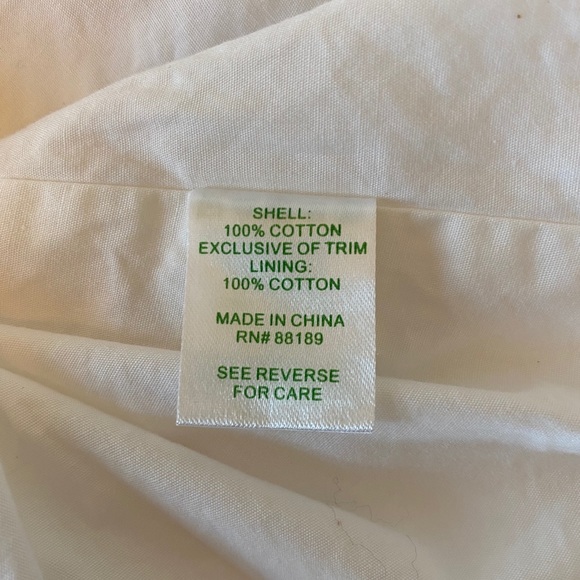 SHELL:
100% COTTON
EXCLUSIVE OF TRIM
LINING:
100% COTTON
MADE IN CHINA
RN# 88189
SEE REVERSE
FOR CARE